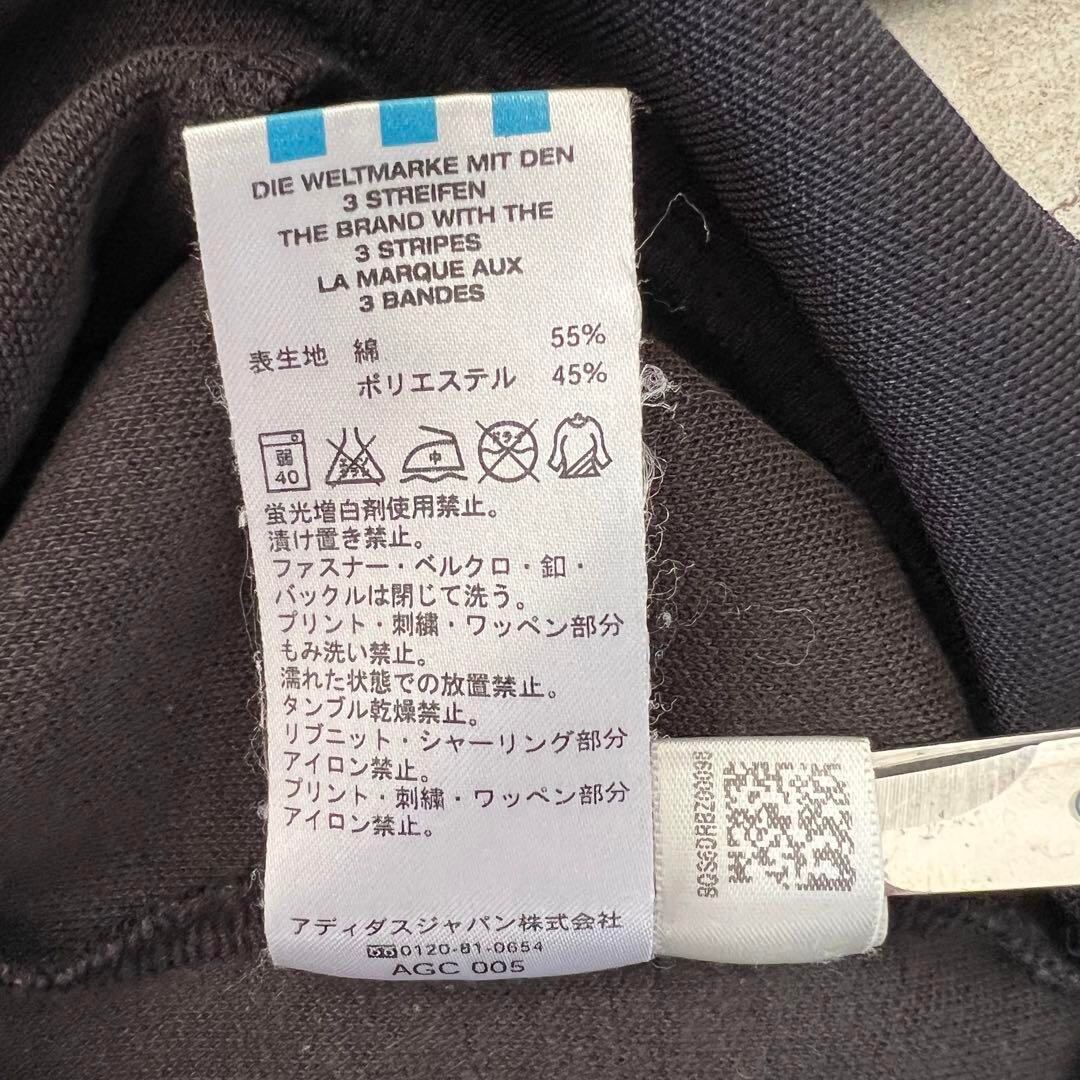 DIE WELTMARKE MIT DEN
3 STREIFEN
THE BRAND WITH THE
3 STRIPES
LA MARQUE AUX
3 BANDES
表生地 綿 55%
ポリエステル 45%
弱
40
中
蛍光増白剤使用禁止。
漬け置き禁止。
ファスナー・ベルクロ・釦・
バックルは閉じて洗う。
プリント・刺繍・ワッペン部分
もみ洗い禁止。
濡れた状態での放置禁止。
タンブル乾燥禁止。
リブニット・シャーリング部分
アイロン禁止。
プリント・刺繍・ワッペン部分
アイロン禁止。
アディダスジャパン株式会社
0120-81-0654
AGC 005